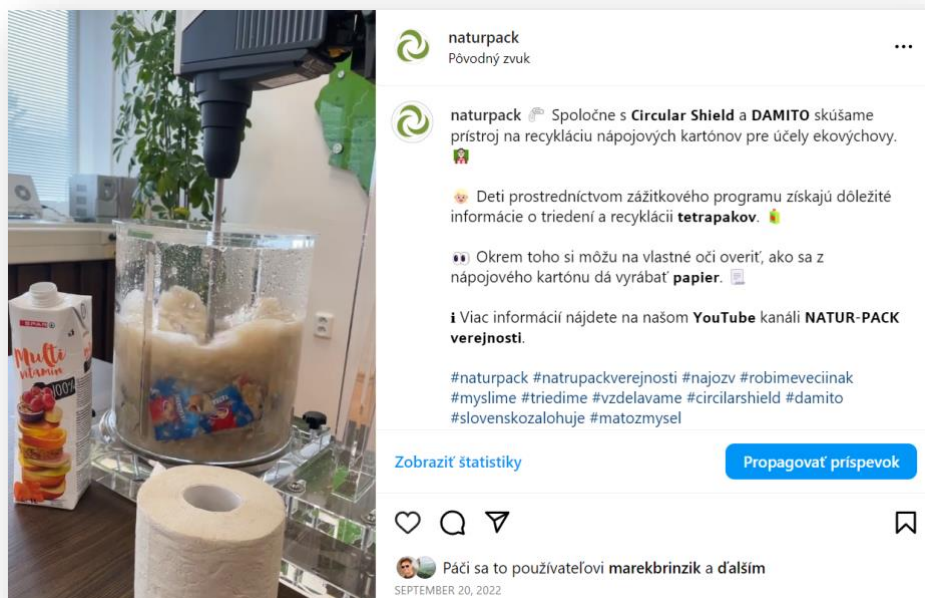 naturpack
Pôvodný zvuk
naturpack 🦏 Spoločne s Circular Shield a DAMITO skúšame
prístroj na recykláciu nápojových kartónov pre účely ekovýchovy.
Deti prostredníctvom zážitkového programu získajú dôležité
informácie o triedení a recyklácii tetrapakov.
👀 Okrem toho si môžu na vlastné oči overiť, ako sa z
nápojového kartónu dá vyrábať papier.
ℹ Viac informácií nájdete na našom YouTube kanáli NATUR-PACK
verejnosti.
#naturpack #natrupackverejnosti #najozv #robimeveciinak
#myslime #triedime #vzdelavame #circilarshield #damito
#slovenskozalohuje #matozmysel
Zobraziť štatistiky
Propagovať príspevok
Páči sa to používateľovi marekbrinzik a ďalším
SEPTEMBER 20, 2022
SPAR
Multi
vitamin
100%